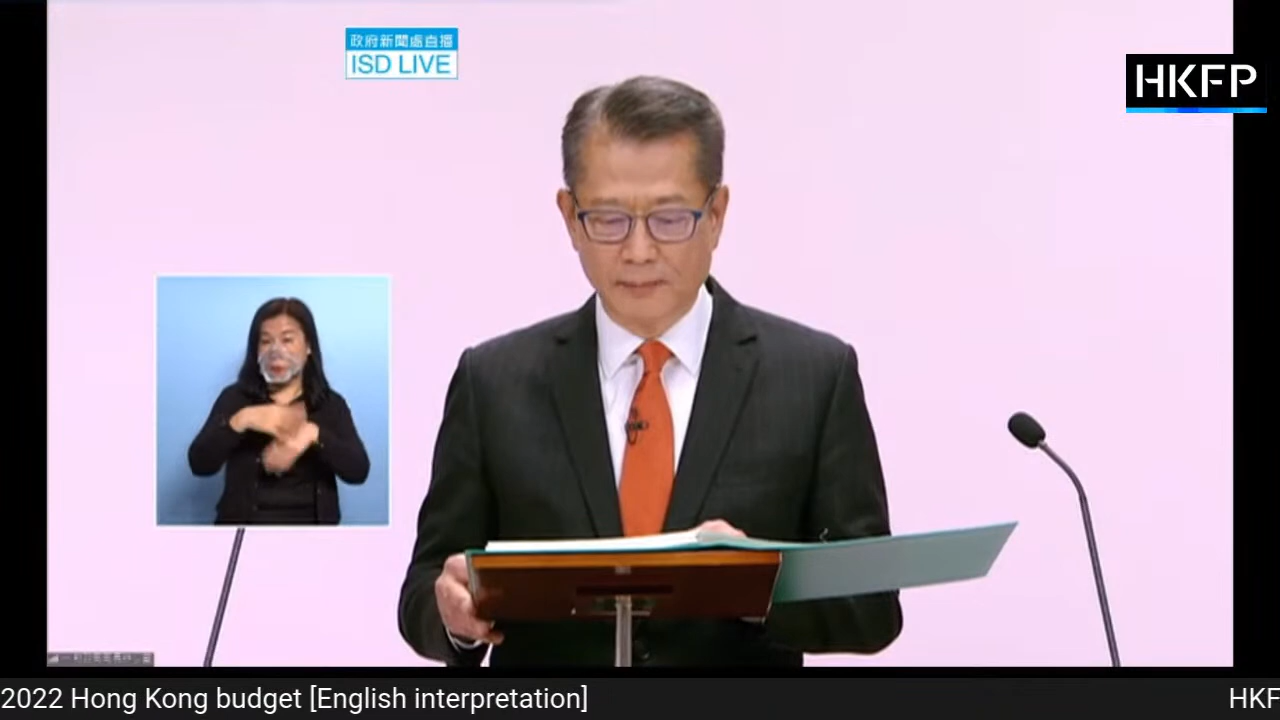 政府新聞處直播
ISD LIVE
HKFP
2022 Hong Kong budget [English interpretation]
HKF